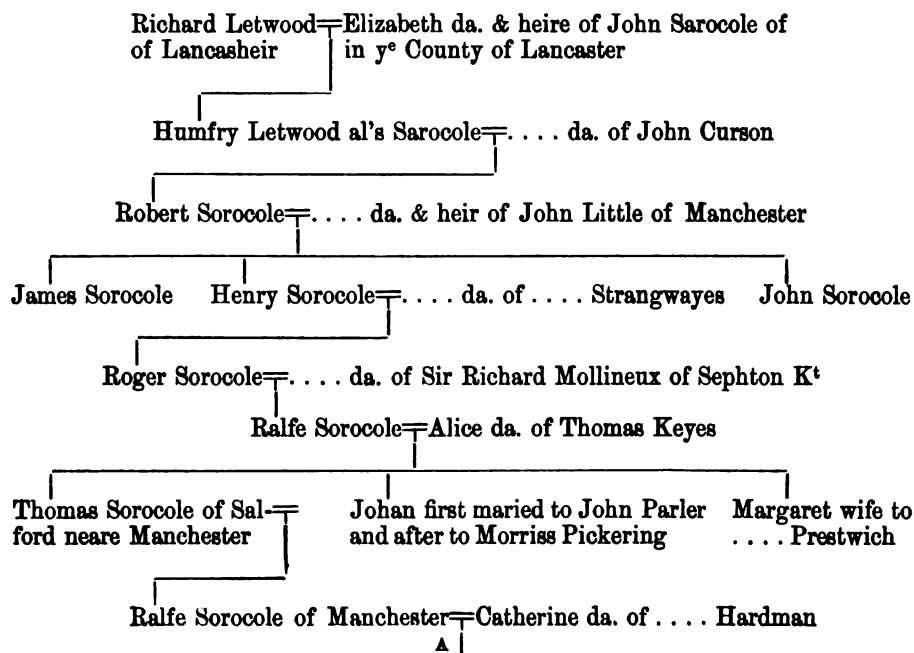 Richard Letwood=Elizabeth da. & heire of John Sarocole of
of Lancasheir in yᵉ County of Lancaster
Humfry Letwood al's Sarocole=. . . . da. of John Curson
Robert Sorocole=. . . . da. & heir of John Little of Manchester
James Sorocole Henry Sorocole=. . . . da. of . . . . Strangwayes John Sorocole
Roger Sorocole=. . . . da. of Sir Richard Mollineux of Sephton Kᵗ
Ralfe Sorocole=Alice da. of Thomas Keyes
Thomas Sorocole of Sal-=
ford neare Manchester
Johan first maried to John Parler
and after to Morriss Pickering
Margaret wife to
. . . . Prestwich
Ralfe Sorocole of Manchester=Catherine da. of . . . . Hardman
A